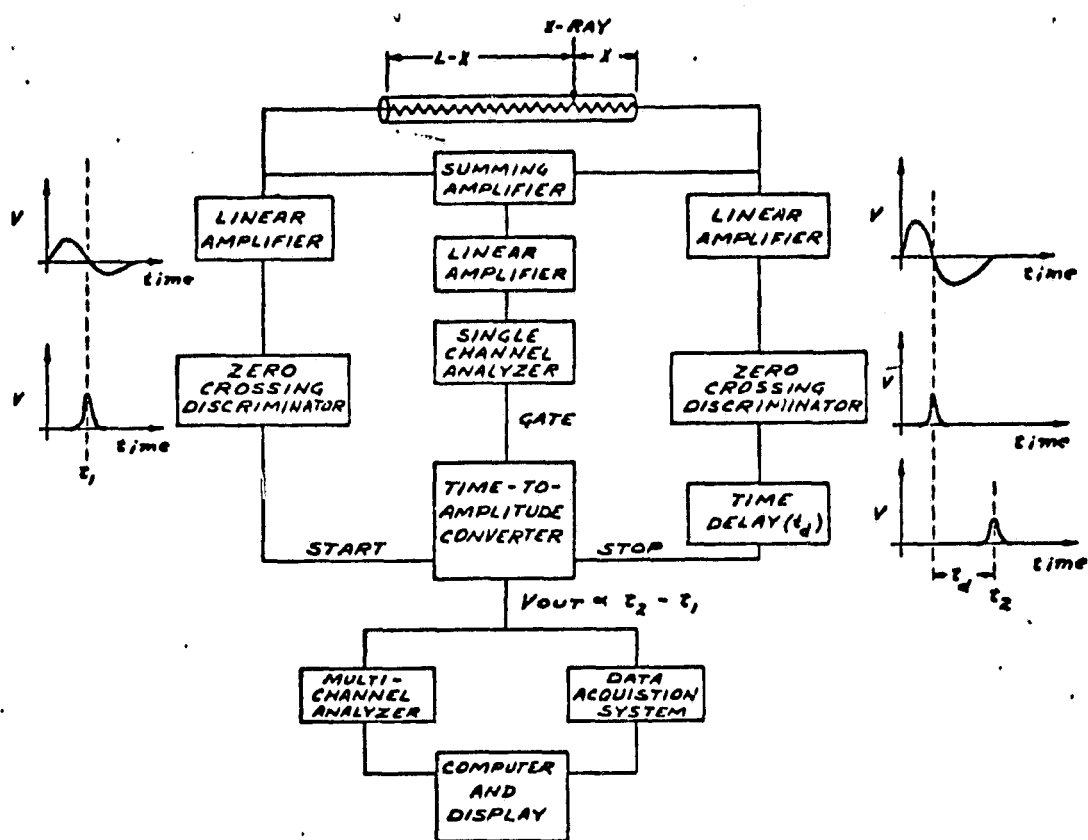 X-RAY
L-X
X
SUMMING
AMPLIFIER
LINEAR
AMPLIFIER
LINEAR
AMPLIFIER
LINEAR
AMPLIFIER
V
time
V
time
SINGLE
CHANNEL
ANALYZER
ZERO
CROSSING
DISCRIMINATOR
ZERO
CROSSING
DISCRIMINATOR
V
time
τ₁
V
time
GATE
TIME-TO-
AMPLITUDE
CONVERTER
TIME
DELAY (t_d)
V
time
τ_d
τ₂
START
STOP
VOUT ∝ τ₂ - τ₁
MULTI-
CHANNEL
ANALYZER
DATA
ACQUISTION
SYSTEM
COMPUTER
AND
DISPLAY